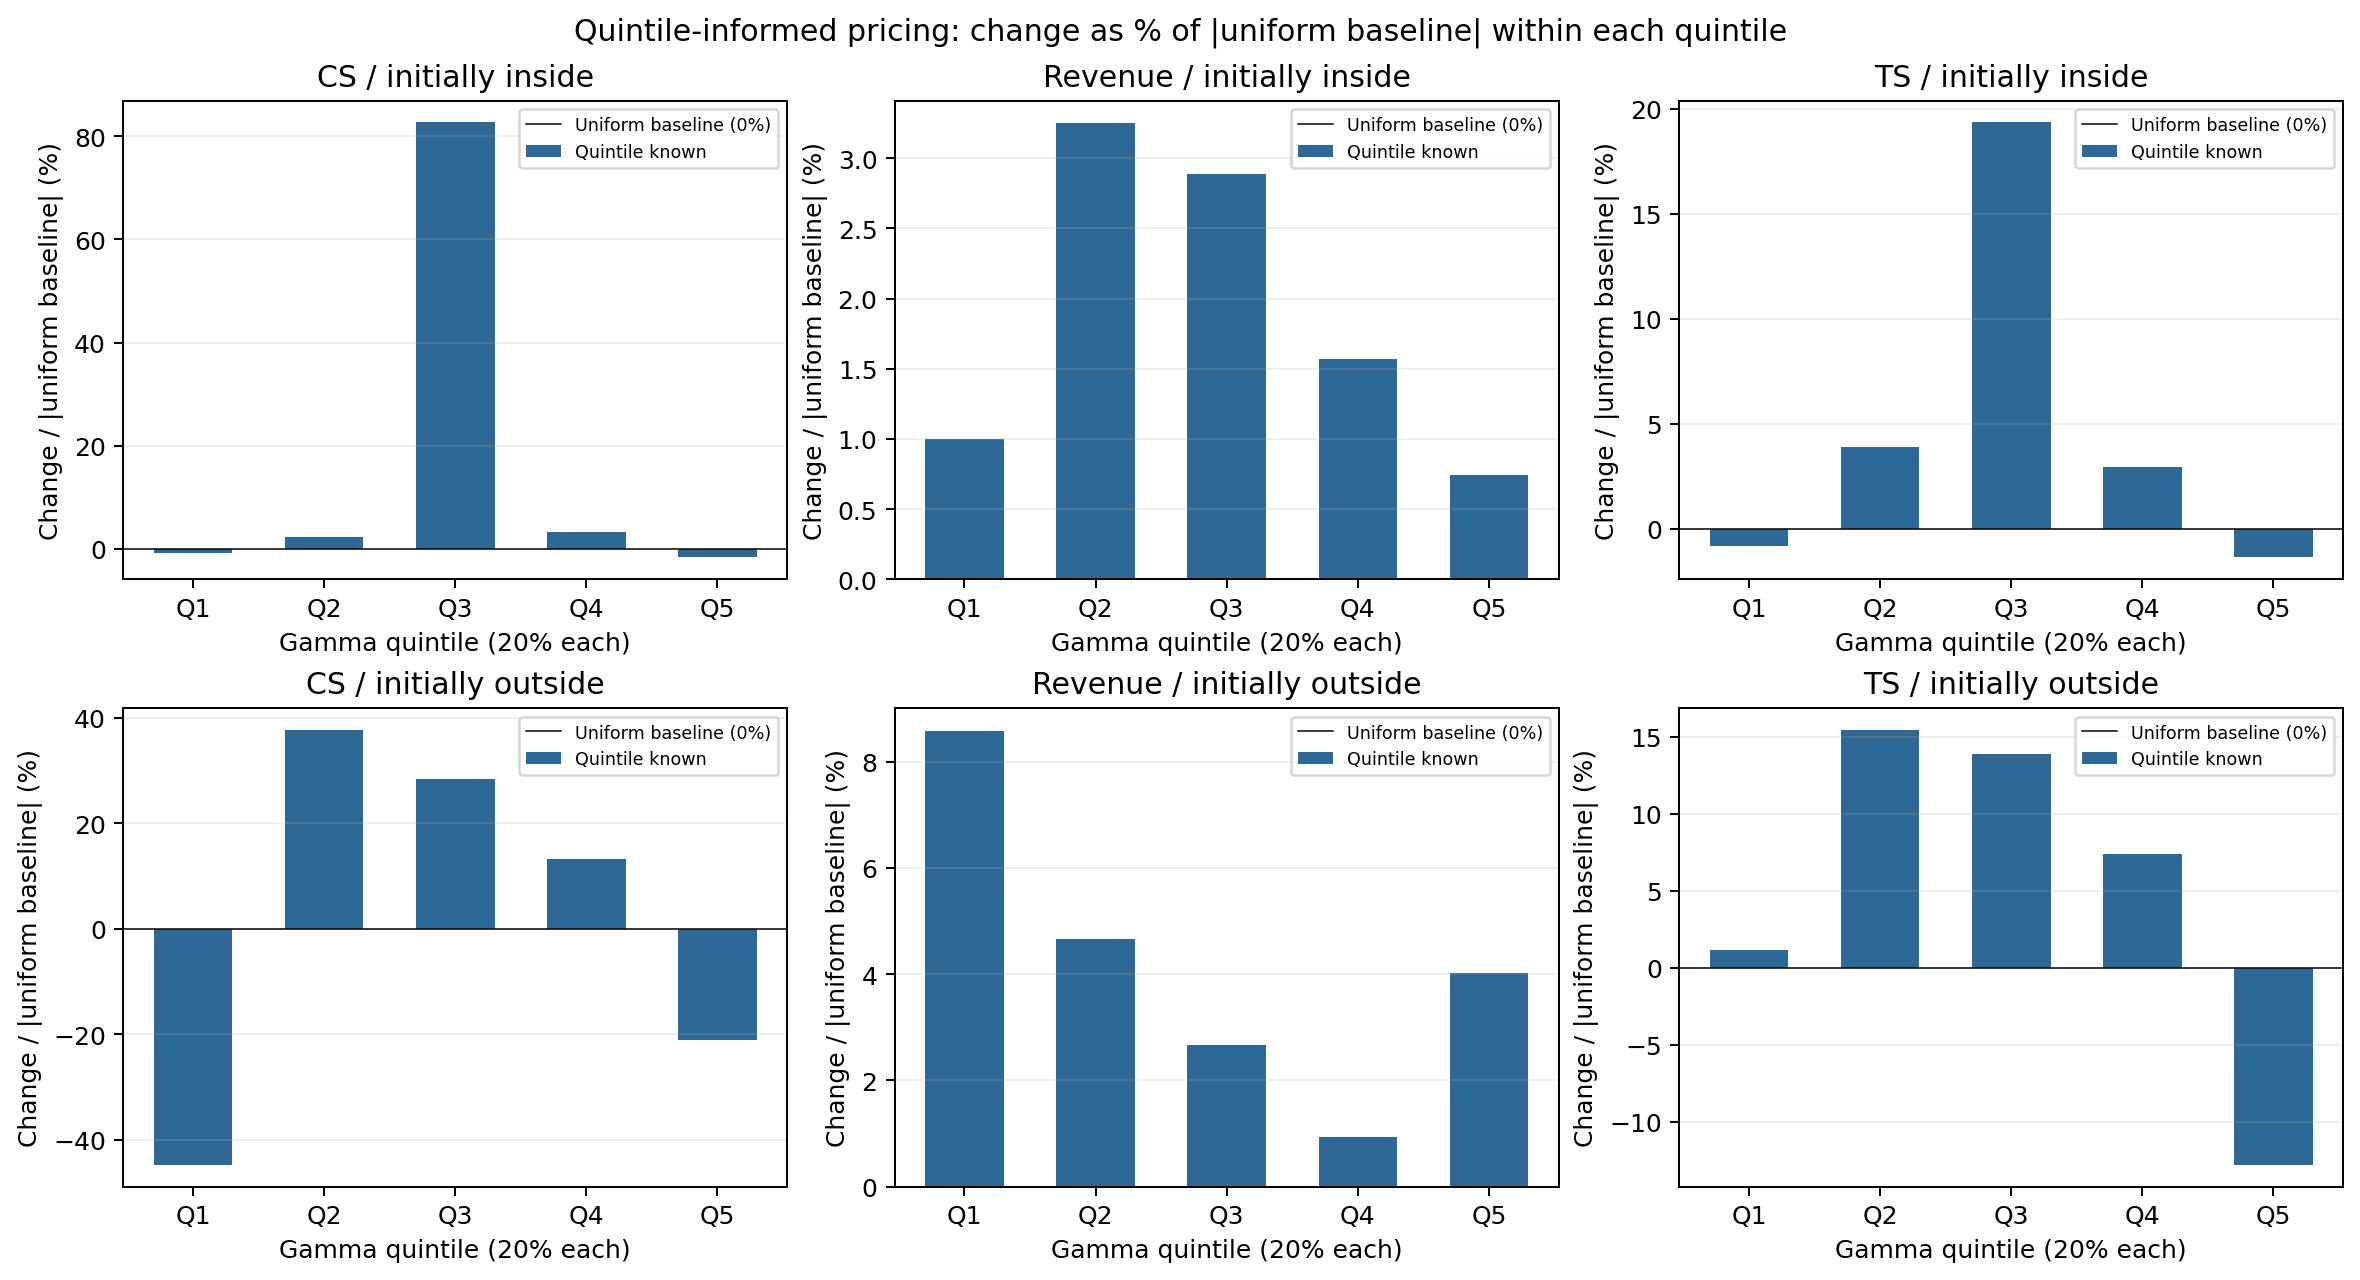 Quintile-informed pricing: change as % of |uniform baseline| within each quintile
CS / initially inside
Change / |uniform baseline| (%)
80
60
40
20
0
Uniform baseline (0%)
Quintile known
Q1 Q2 Q3 Q4 Q5
Gamma quintile (20% each)
Revenue / initially inside
Change / |uniform baseline| (%)
3.0
2.5
2.0
1.5
1.0
0.5
0.0
Uniform baseline (0%)
Quintile known
Q1 Q2 Q3 Q4 Q5
Gamma quintile (20% each)
TS / initially inside
Change / |uniform baseline| (%)
20
15
10
5
0
Uniform baseline (0%)
Quintile known
Q1 Q2 Q3 Q4 Q5
Gamma quintile (20% each)
CS / initially outside
Change / |uniform baseline| (%)
40
20
0
−20
−40
Uniform baseline (0%)
Quintile known
Q1 Q2 Q3 Q4 Q5
Gamma quintile (20% each)
Revenue / initially outside
Change / |uniform baseline| (%)
8
6
4
2
0
Uniform baseline (0%)
Quintile known
Q1 Q2 Q3 Q4 Q5
Gamma quintile (20% each)
TS / initially outside
Change / |uniform baseline| (%)
15
10
5
0
−5
−10
Uniform baseline (0%)
Quintile known
Q1 Q2 Q3 Q4 Q5
Gamma quintile (20% each)